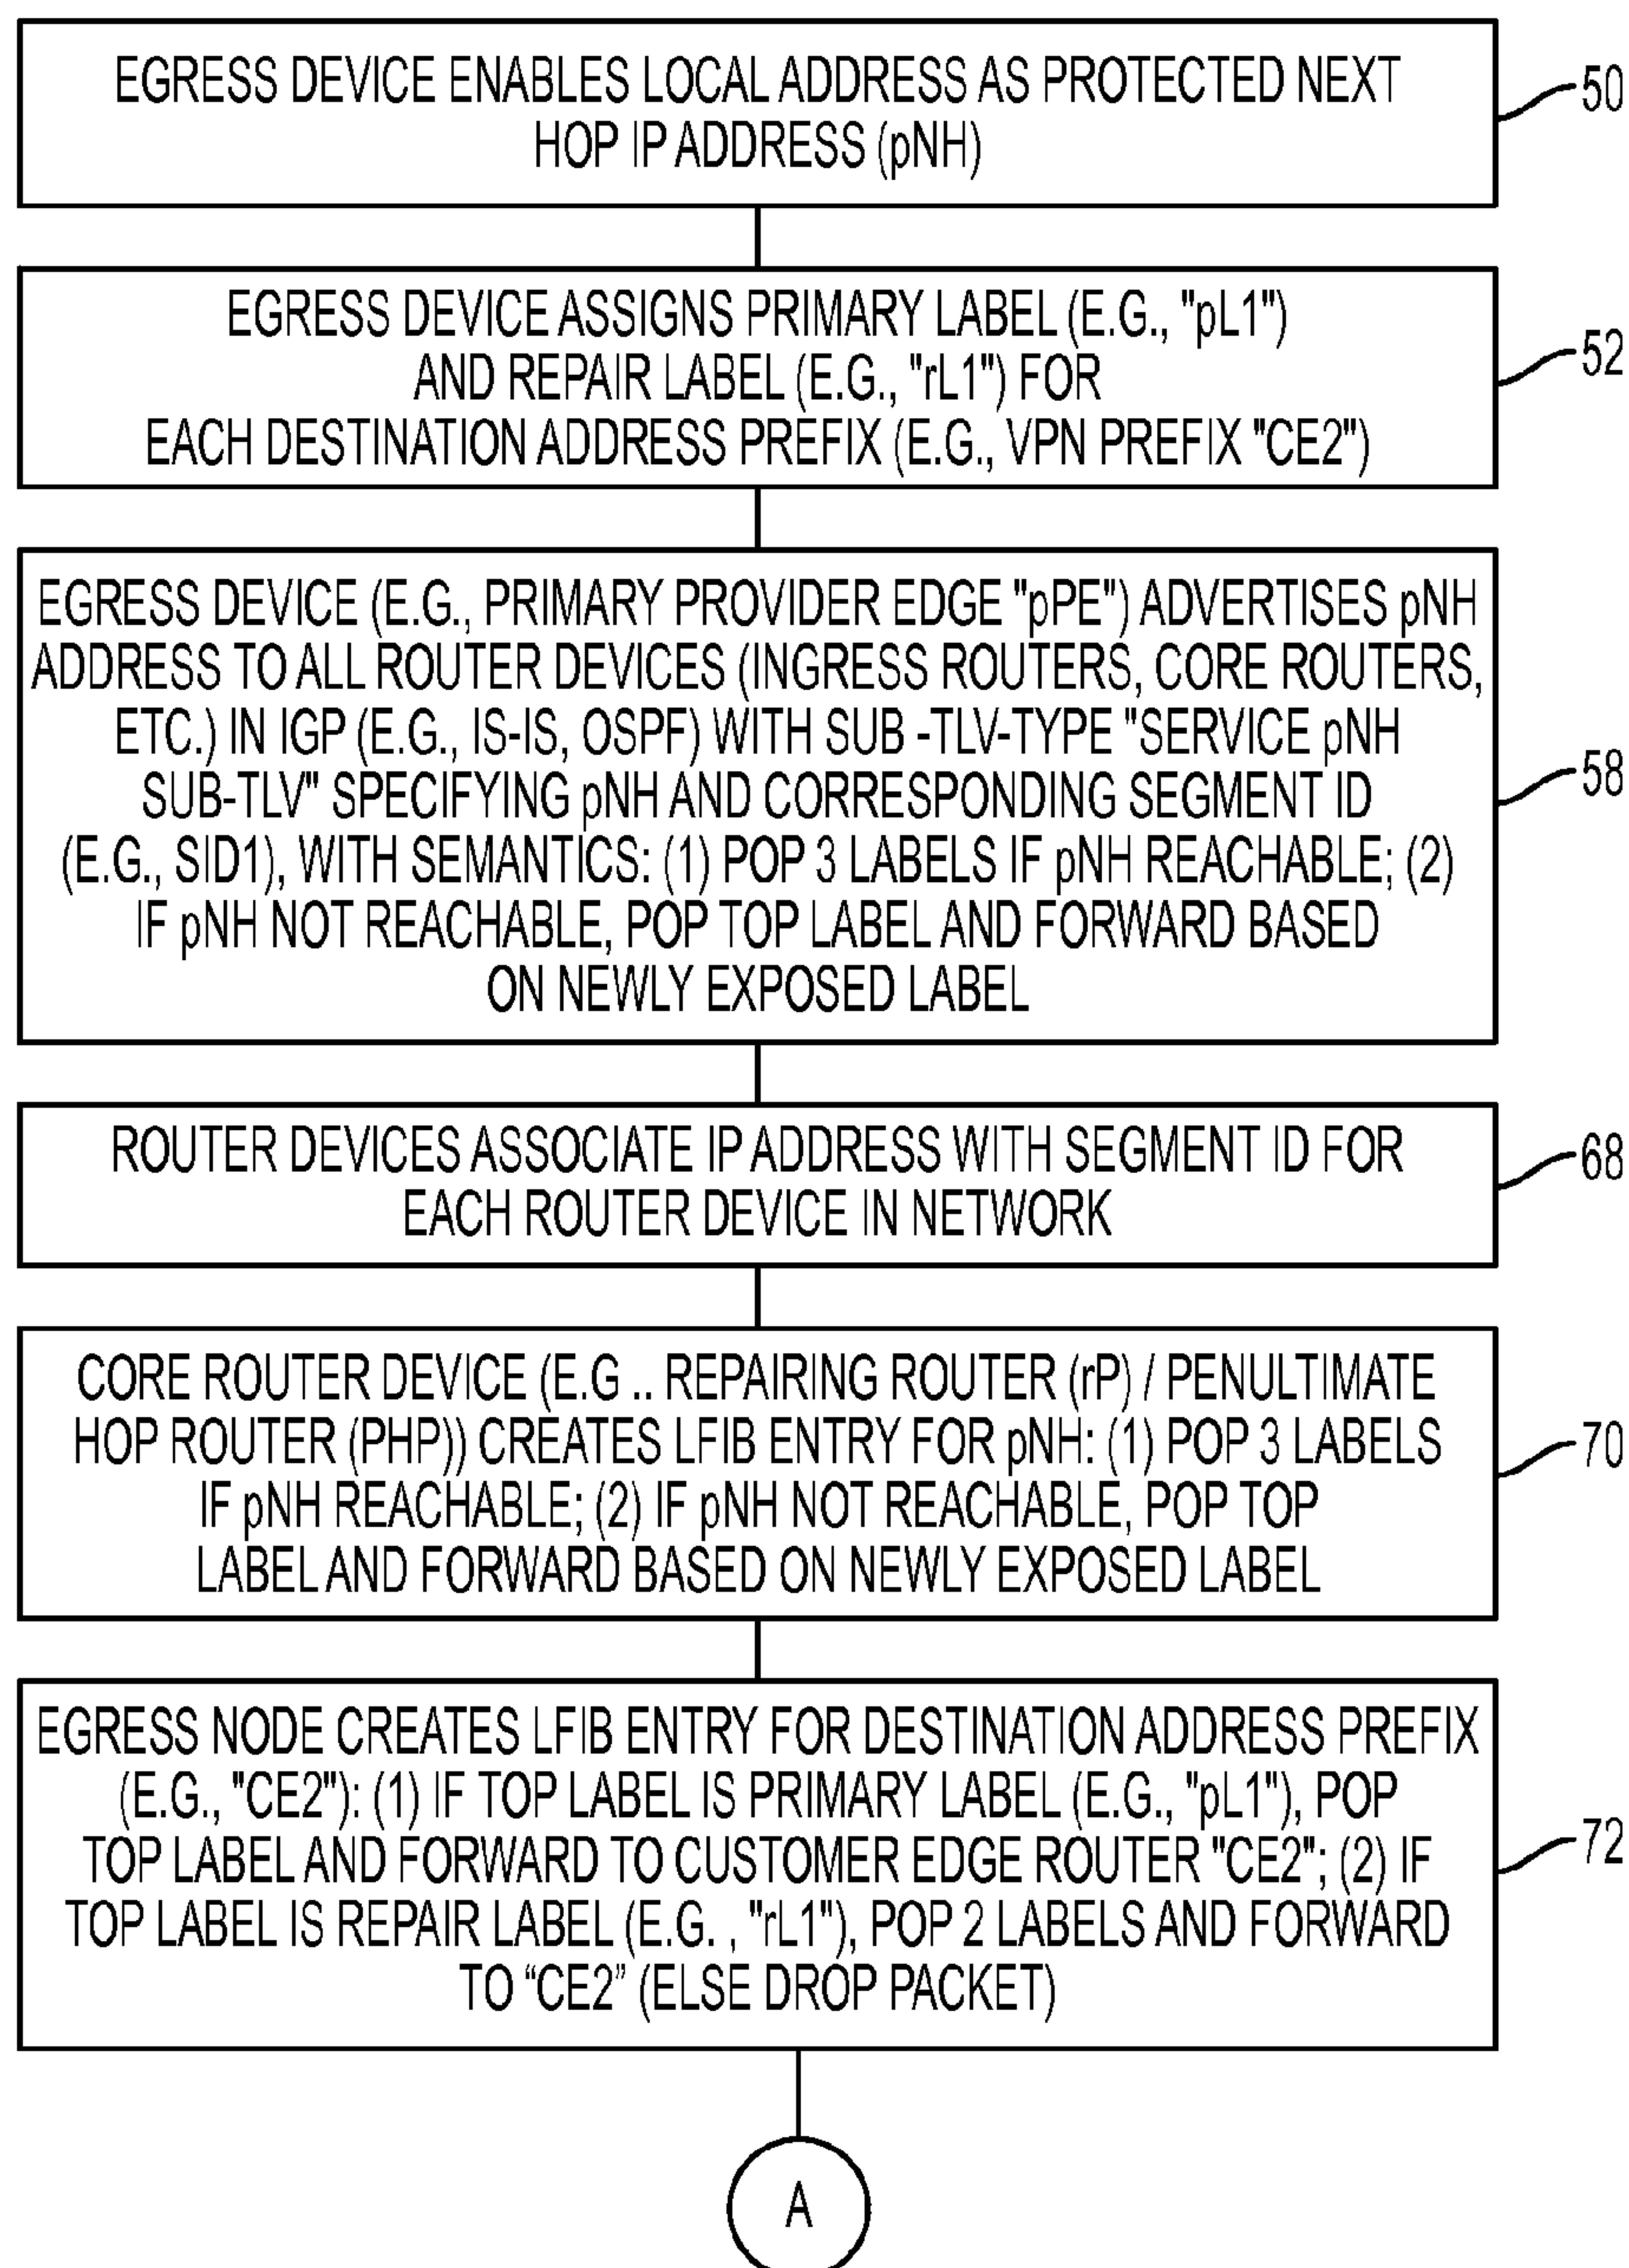 EGRESS DEVICE ENABLES LOCAL ADDRESS AS PROTECTED NEXT
HOP IP ADDRESS (pNH)
50
EGRESS DEVICE ASSIGNS PRIMARY LABEL (E.G., "pL1")
AND REPAIR LABEL (E.G., "rL1") FOR
EACH DESTINATION ADDRESS PREFIX (E.G., VPN PREFIX "CE2")
52
EGRESS DEVICE (E.G., PRIMARY PROVIDER EDGE "pPE") ADVERTISES pNH
ADDRESS TO ALL ROUTER DEVICES (INGRESS ROUTERS, CORE ROUTERS,
ETC.) IN IGP (E.G., IS-IS, OSPF) WITH SUB -TLV-TYPE "SERVICE pNH
SUB-TLV" SPECIFYING pNH AND CORRESPONDING SEGMENT ID
(E.G., SID1), WITH SEMANTICS: (1) POP 3 LABELS IF pNH REACHABLE; (2)
IF pNH NOT REACHABLE, POP TOP LABEL AND FORWARD BASED
ON NEWLY EXPOSED LABEL
58
ROUTER DEVICES ASSOCIATE IP ADDRESS WITH SEGMENT ID FOR
EACH ROUTER DEVICE IN NETWORK
68
CORE ROUTER DEVICE (E.G .. REPAIRING ROUTER (rP) / PENULTIMATE
HOP ROUTER (PHP)) CREATES LFIB ENTRY FOR pNH: (1) POP 3 LABELS
IF pNH REACHABLE; (2) IF pNH NOT REACHABLE, POP TOP
LABEL AND FORWARD BASED ON NEWLY EXPOSED LABEL
70
EGRESS NODE CREATES LFIB ENTRY FOR DESTINATION ADDRESS PREFIX
(E.G., "CE2"): (1) IF TOP LABEL IS PRIMARY LABEL (E.G., "pL1"), POP
TOP LABEL AND FORWARD TO CUSTOMER EDGE ROUTER "CE2"; (2) IF
TOP LABEL IS REPAIR LABEL (E.G. , "rL1"), POP 2 LABELS AND FORWARD
TO “CE2” (ELSE DROP PACKET)
72
A